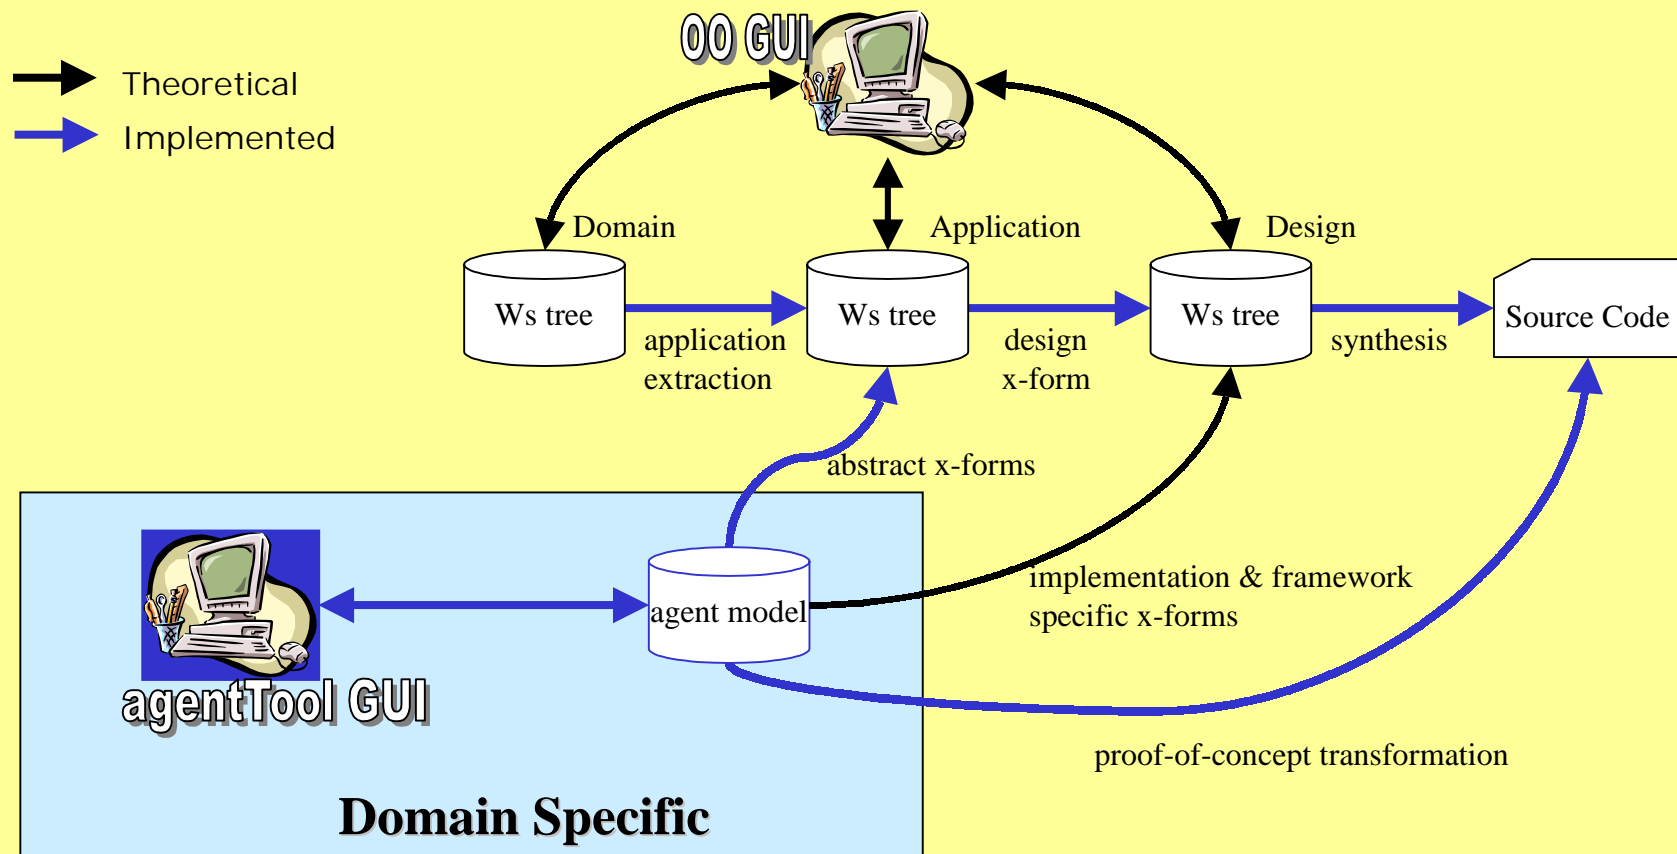 OO GUI
Theoretical
Implemented
Domain
Application
Design
Ws tree
Ws tree
Ws tree
Source Code
application
extraction
design
x-form
synthesis
abstract x-forms
implementation & framework
specific x-forms
agent model
agentTool GUI
proof-of-concept transformation
Domain Specific